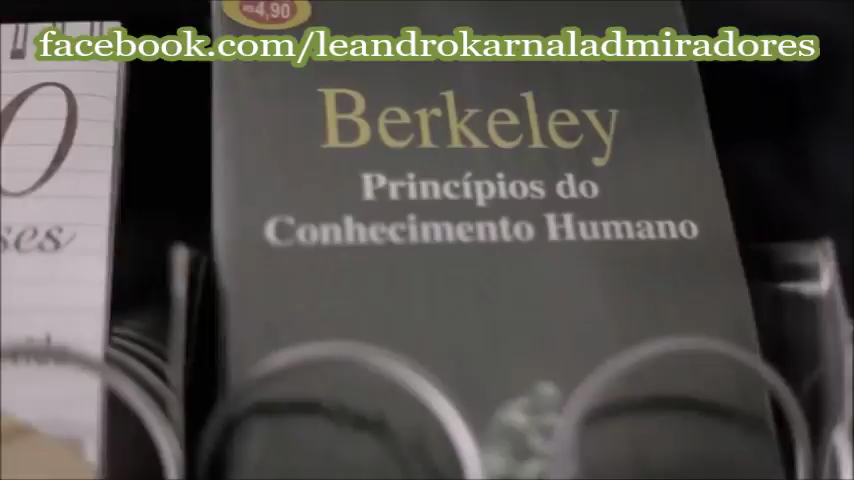 R$4,90
facebook.com/leandrokarnaladmiradores
Berkeley
Princípios do
Conhecimento Humano